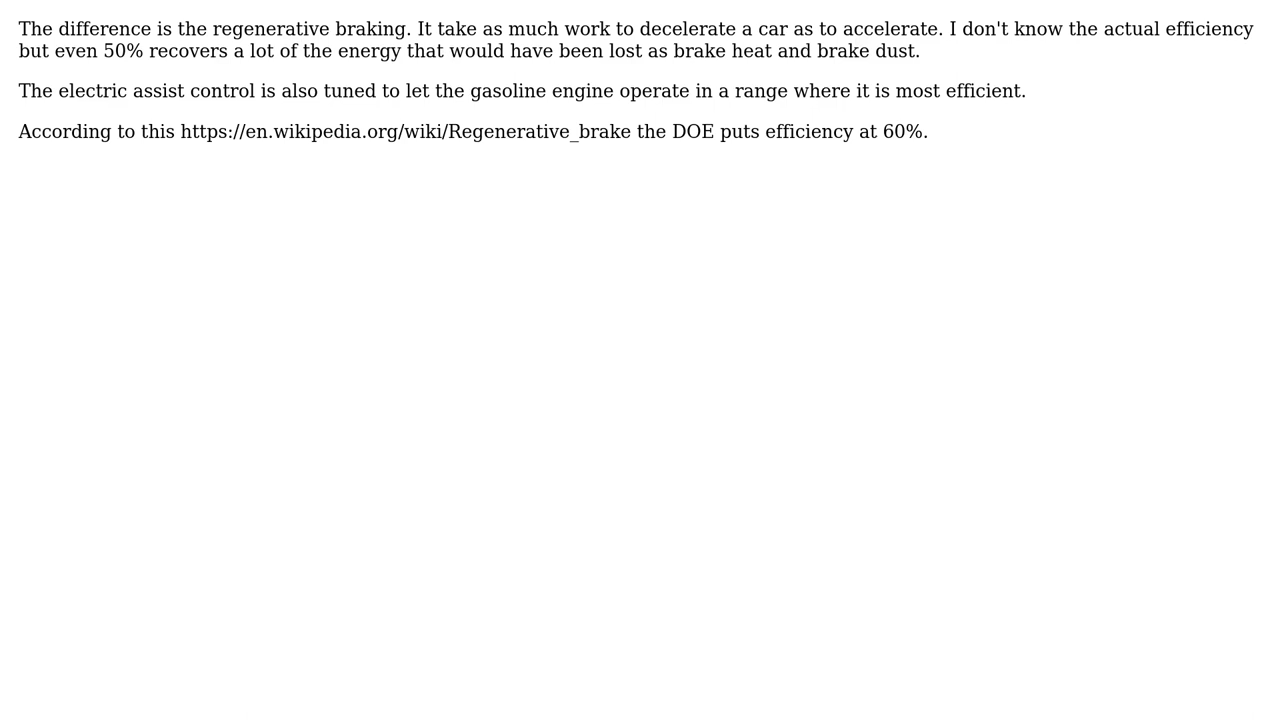 The difference is the regenerative braking. It take as much work to decelerate a car as to accelerate. I don't know the actual efficiency
but even 50% recovers a lot of the energy that would have been lost as brake heat and brake dust.
The electric assist control is also tuned to let the gasoline engine operate in a range where it is most efficient.
According to this https://en.wikipedia.org/wiki/Regenerative_brake the DOE puts efficiency at 60%.